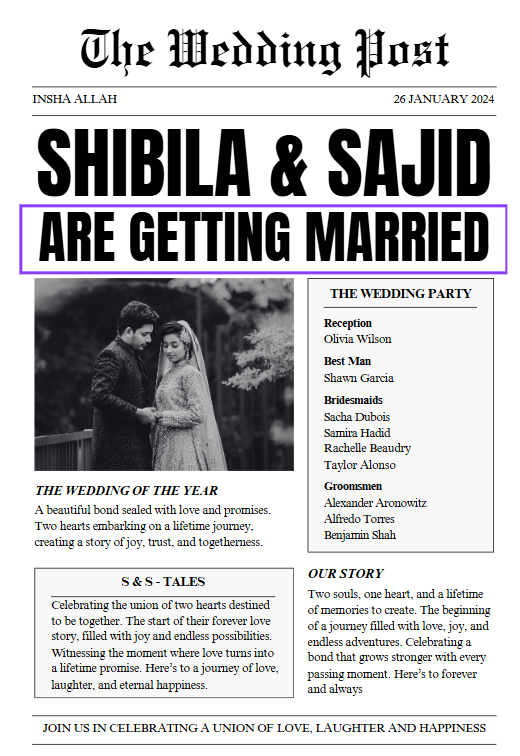 The Wedding Post
INSHA ALLAH
26 JANUARY 2024
SHIBILA & SAJID
ARE GETTING MARRIED
THE WEDDING OF THE YEAR
A beautiful bond sealed with love and promises.
Two hearts embarking on a lifetime journey,
creating a story of joy, trust, and togetherness.
S & S - TALES
Celebrating the union of two hearts destined
to be together. The start of their forever love
story, filled with joy and endless possibilities.
Witnessing the moment where love turns into
a lifetime promise. Here's to a journey of love,
laughter, and eternal happiness.
THE WEDDING PARTY
Reception
Olivia Wilson
Best Man
Shawn Garcia
Bridesmaids
Sacha Dubois
Samira Hadid
Rachelle Beaudry
Taylor Alonso
Groomsmen
Alexander Aronowitz
Alfredo Torres
Benjamin Shah
OUR STORY
Two souls, one heart, and a lifetime
of memories to create. The beginning
of a journey filled with love, joy, and
endless adventures. Celebrating a
bond that grows stronger with every
passing moment. Here's to forever
and always
JOIN US IN CELEBRATING A UNION OF LOVE, LAUGHTER AND HAPPINESS